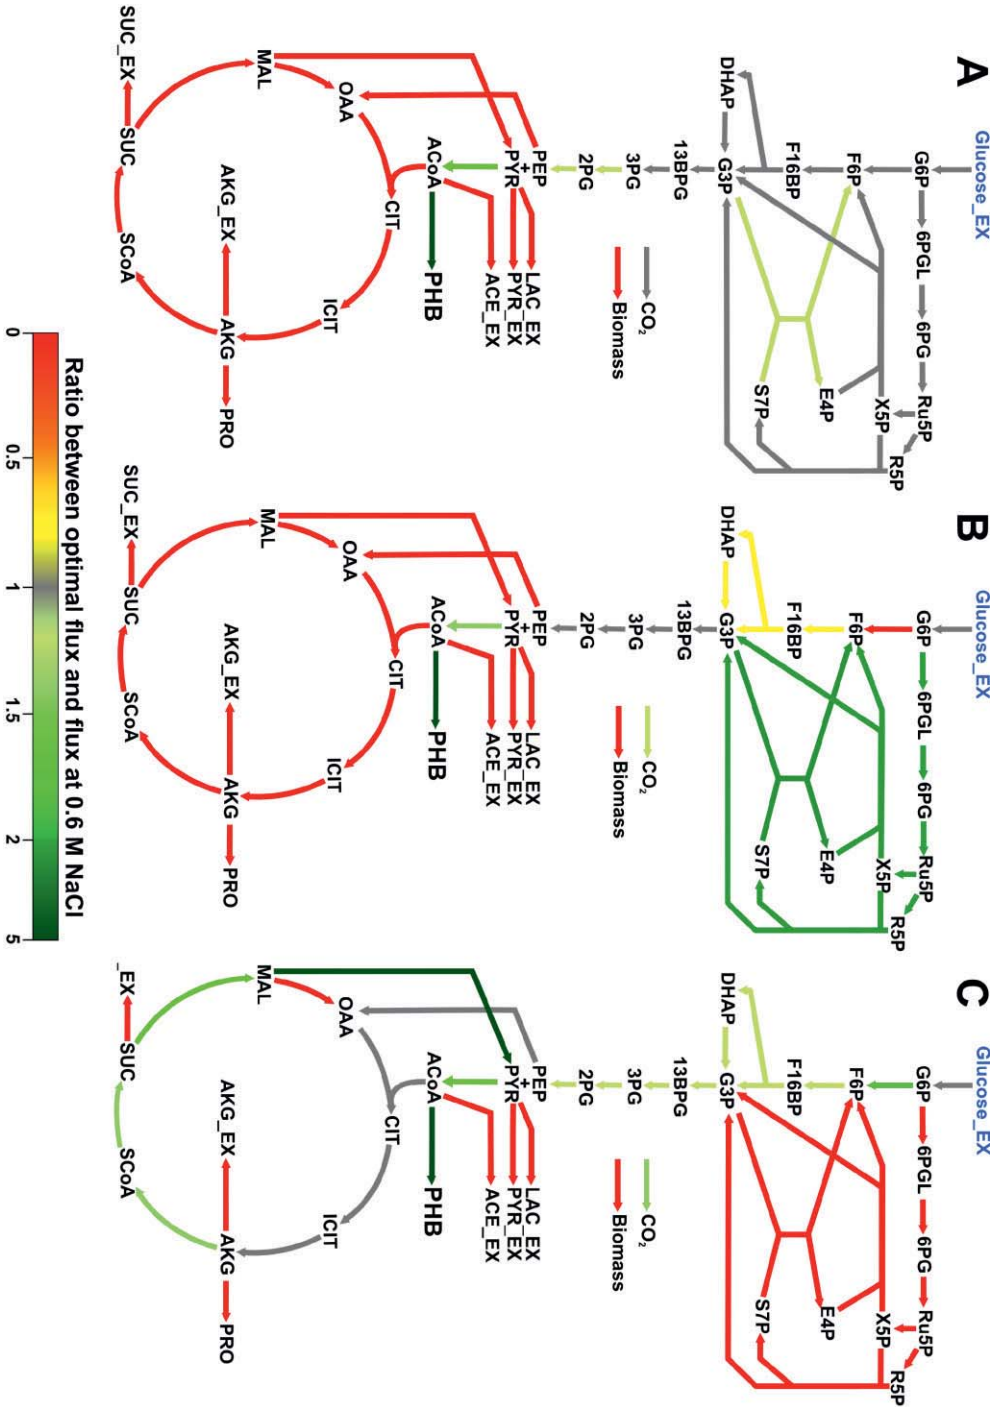 A
Glucose_EX
G6P
6PGL
6PG
Ru5P
R5P
X5P
F6P
E4P
S7P
F16BP
DHAP
G3P
13BPG
3PG
2PG
CO2
Biomass
PEP
+
PYR
LAC_EX
PYR_EX
ACE_EX
PHB
ACoA
OAA
CIT
MAL
ICIT
AKG_EX
AKG
PRO
SCoA
SUC
SUC_EX
B
Glucose_EX
G6P
6PGL
6PG
Ru5P
R5P
X5P
F6P
E4P
S7P
F16BP
DHAP
G3P
13BPG
3PG
2PG
CO2
Biomass
PEP
+
PYR
LAC_EX
PYR_EX
ACE_EX
PHB
ACoA
OAA
CIT
MAL
ICIT
AKG_EX
AKG
PRO
SCoA
SUC
SUC_EX
C
Glucose_EX
G6P
6PGL
6PG
Ru5P
R5P
X5P
F6P
E4P
S7P
F16BP
DHAP
G3P
13BPG
3PG
2PG
CO2
Biomass
PEP
+
PYR
LAC_EX
PYR_EX
ACE_EX
PHB
ACoA
OAA
CIT
MAL
ICIT
AKG_EX
AKG
PRO
SCoA
SUC
_EX
Ratio between optimal flux and flux at 0.6 M NaCl
0 0.5 1 1.5 2 5